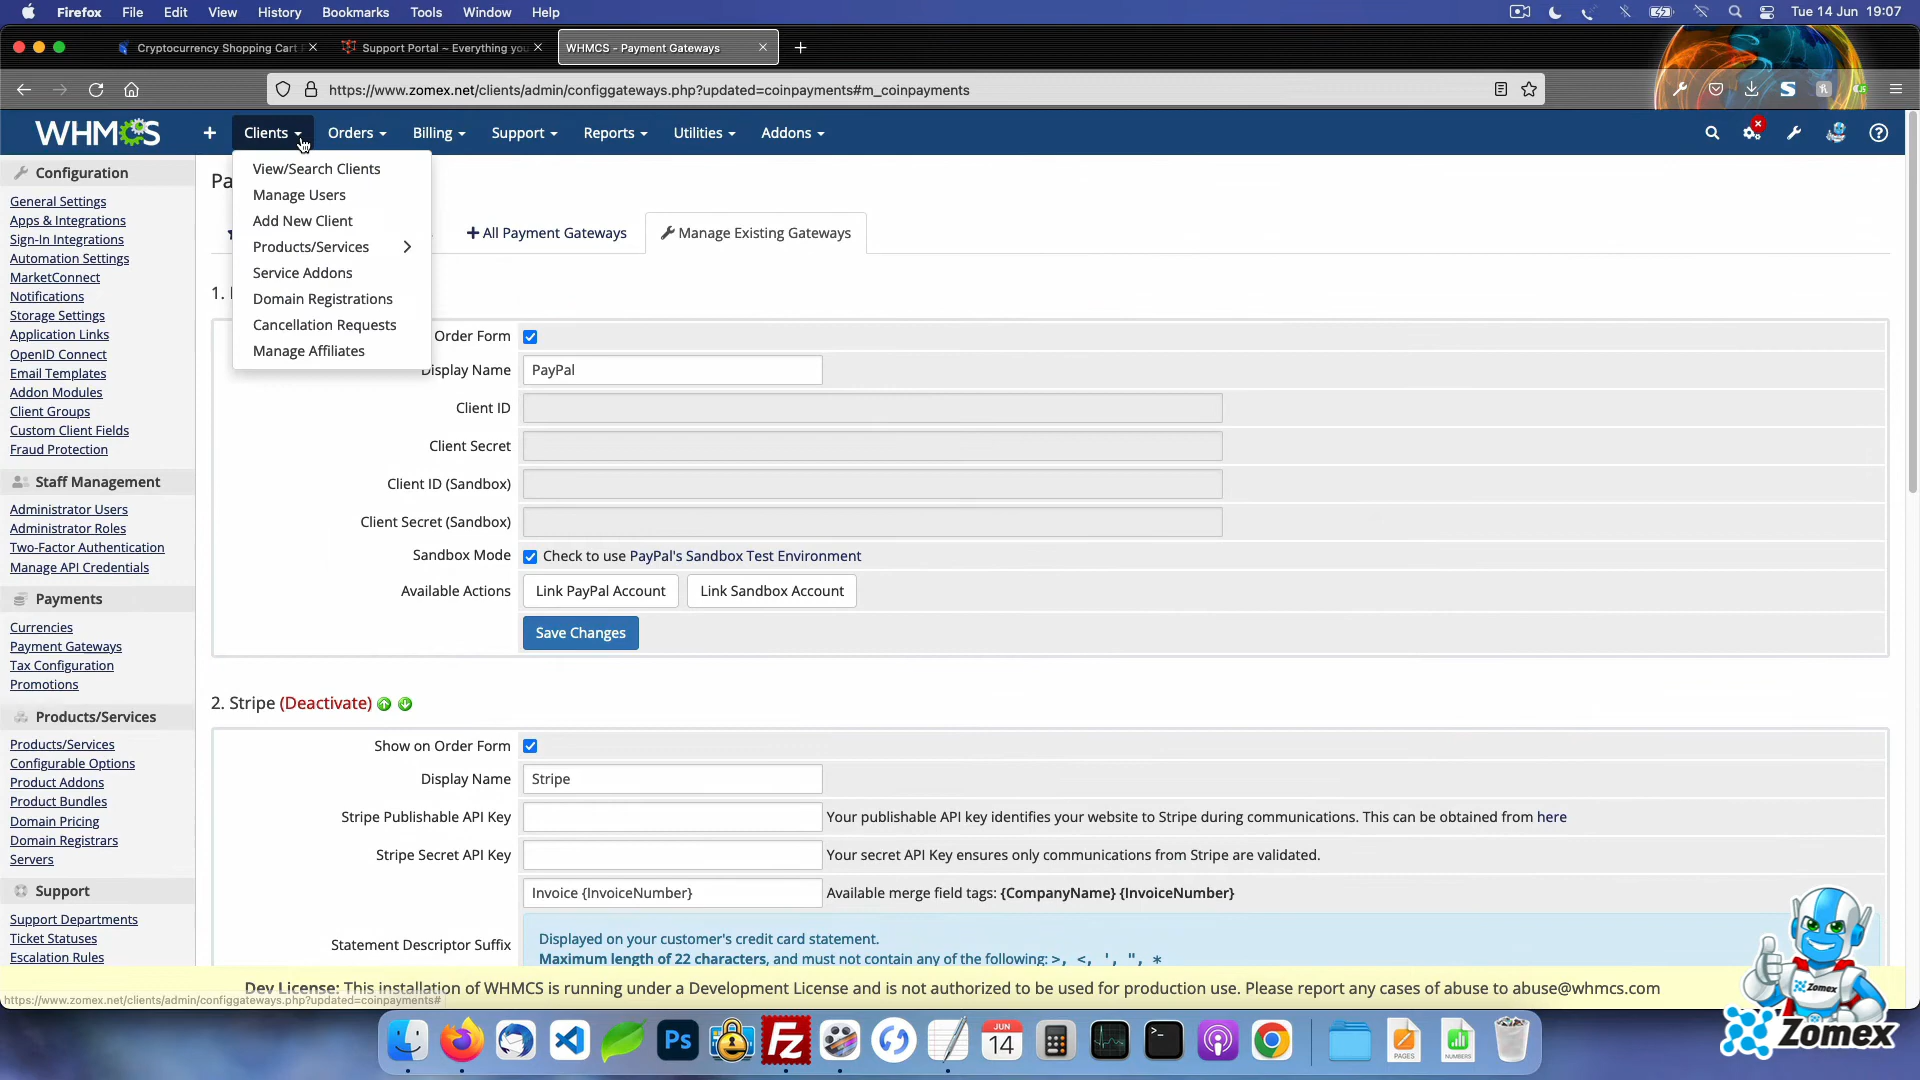 Firefox File Edit View History Bookmarks Tools Window Help Tue 14 Jun 19:07
Cryptocurrency Shopping Cart Support Portal ~ Everything you WHMCS - Payment Gateways
https://www.zomex.net/clients/admin/configgateways.php?updated=coinpayments#m_coinpayments
WHMCS Clients Orders Billing Support Reports Utilities Addons
View/Search Clients
Manage Users
Add New Client
Products/Services
Service Addons
Domain Registrations
Cancellation Requests
Manage Affiliates
Configuration
General Settings
Apps & Integrations
Sign-In Integrations
Automation Settings
MarketConnect
Notifications
Storage Settings
Application Links
OpenID Connect
Email Templates
Addon Modules
Client Groups
Custom Client Fields
Fraud Protection
Staff Management
Administrator Users
Administrator Roles
Two-Factor Authentication
Manage API Credentials
Payments
Currencies
Payment Gateways
Tax Configuration
Promotions
Products/Services
Products/Services
Configurable Options
Product Addons
Product Bundles
Domain Pricing
Domain Registrars
Servers
Support
Support Departments
Ticket Statuses
Escalation Rules
Pa
All Payment Gateways Manage Existing Gateways
1.
Order Form
Display Name PayPal
Client ID
Client Secret
Client ID (Sandbox)
Client Secret (Sandbox)
Sandbox Mode Check to use PayPal's Sandbox Test Environment
Available Actions Link PayPal Account Link Sandbox Account
Save Changes
2. Stripe (Deactivate)
Show on Order Form
Display Name Stripe
Stripe Publishable API Key Your publishable API key identifies your website to Stripe during communications. This can be obtained from here
Stripe Secret API Key Your secret API Key ensures only communications from Stripe are validated.
Invoice {InvoiceNumber} Available merge field tags: {CompanyName} {InvoiceNumber}
Statement Descriptor Suffix
Displayed on your customer's credit card statement.
Maximum length of 22 characters, and must not contain any of the following: >, <, ', ", *
Dev License: This installation of WHMCS is running under a Development License and is not authorized to be used for production use. Please report any cases of abuse to abuse@whmcs.com
https://www.zomex.net/clients/admin/configgateways.php?updated=coinpayments#
Zomex
Zomex
Ps
Fz
JUN
14
PAGES
NUMBERS